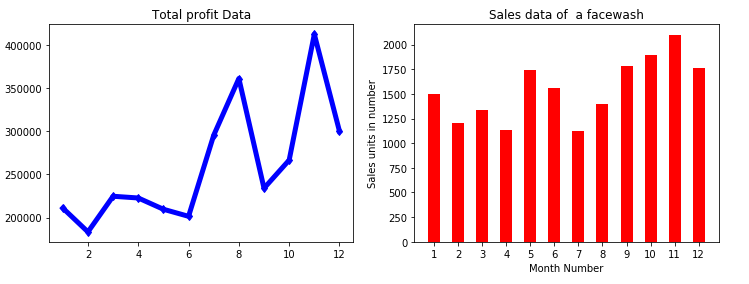 Total profit Data
400000
350000
300000
250000
200000
2 4 6 8 10 12
Sales data of  a facewash
Sales units in number
2000
1750
1500
1250
1000
750
500
250
0
1 2 3 4 5 6 7 8 9 10 11 12
Month Number